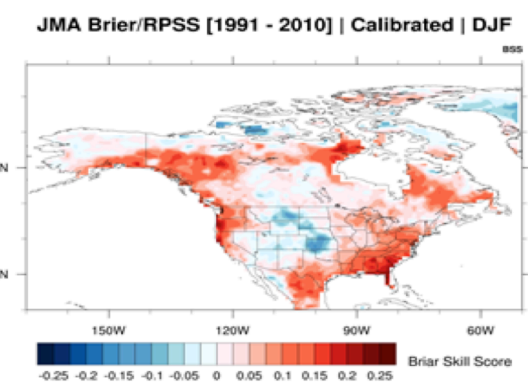 JMA Brier/RPSS [1991 - 2010] | Calibrated | DJF
BSS
N
N
150W 120W 90W 60W
-0.25 -0.2 -0.15 -0.1 -0.05 0 0.05 0.1 0.15 0.2 0.25
Briar Skill Score